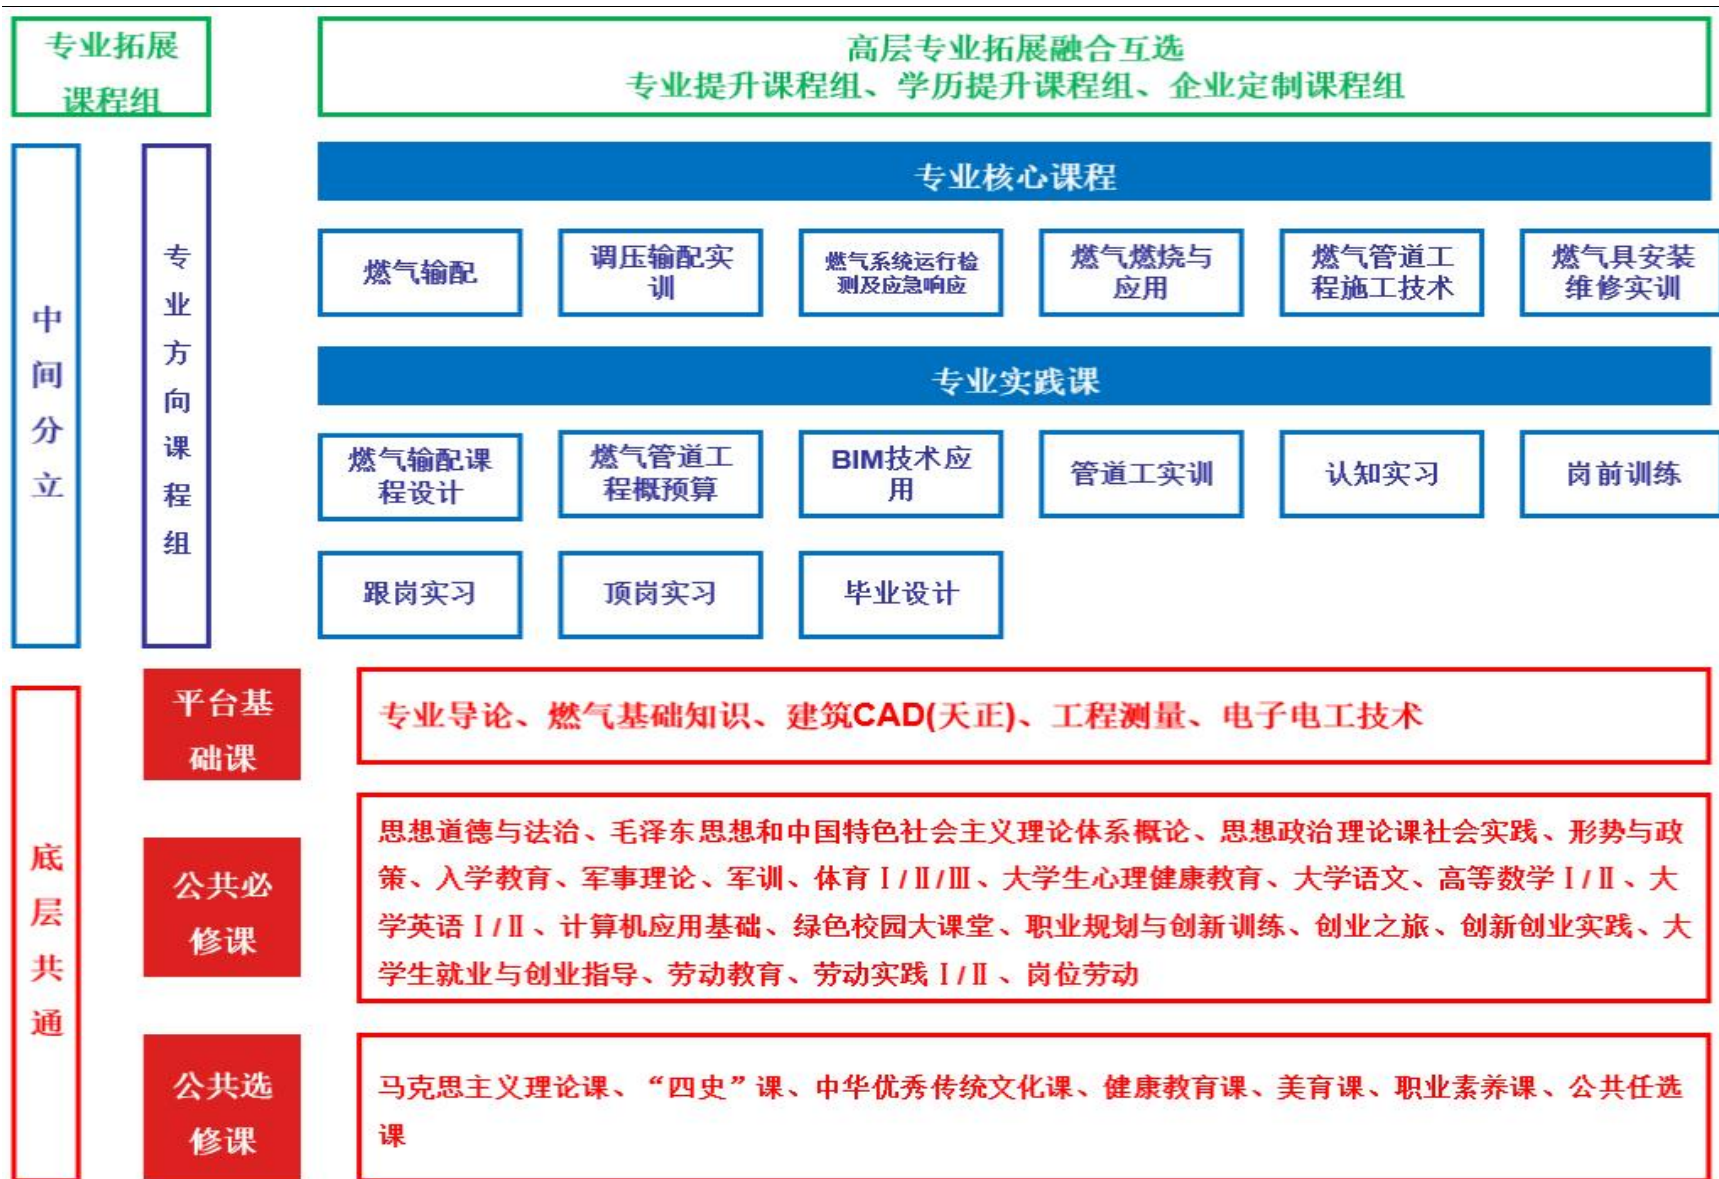 专业拓展
课程组
高层专业拓展融合互选
专业提升课程组、学历提升课程组、企业定制课程组
中
间
分
立
专
业
方
向
课
程
组
专业核心课程
燃气输配
调压输配实
训
燃气系统运行检
测及应急响应
燃气燃烧与
应用
燃气管道工
程施工技术
燃气具安装
维修实训
专业实践课
燃气输配课
程设计
燃气管道工
程概预算
BIM技术应
用
管道工实训
认知实习
岗前训练
跟岗实习
顶岗实习
毕业设计
底
层
共
通
平台基
础课
专业导论、燃气基础知识、建筑CAD(天正)、工程测量、电子电工技术
公共必
修课
思想道德与法治、毛泽东思想和中国特色社会主义理论体系概论、思想政治理论课社会实践、形势与政
策、入学教育、军事理论、军训、体育Ⅰ/Ⅱ/Ⅲ、大学生心理健康教育、大学语文、高等数学Ⅰ/Ⅱ、大
学英语Ⅰ/Ⅱ、计算机应用基础、绿色校园大课堂、职业规划与创新训练、创业之旅、创新创业实践、大
学生就业与创业指导、劳动教育、劳动实践Ⅰ/Ⅱ、岗位劳动
公共选
修课
马克思主义理论课、“四史”课、中华优秀传统文化课、健康教育课、美育课、职业素养课、公共任选
课